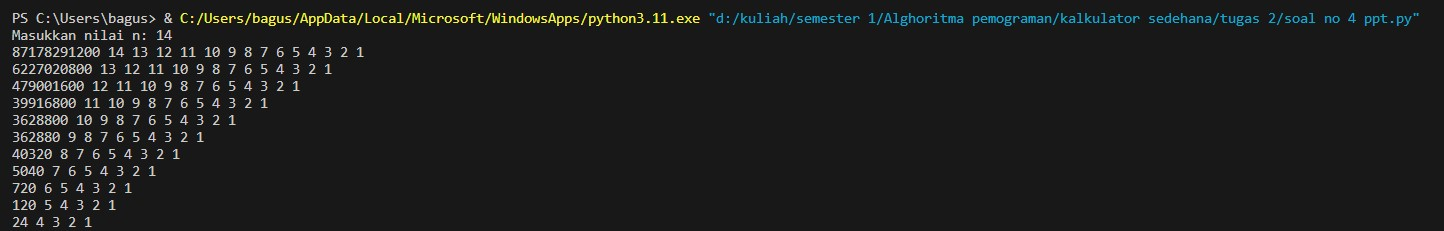 PS C:\Users\bagus> & C:/Users/bagus/AppData/Local/Microsoft/WindowsApps/python3.11.exe "d:/kuliah/semester 1/Alghoritma pemograman/kalkulator sedehana/tugas 2/soal no 4 ppt.py"
Masukkan nilai n: 14
87178291200 14 13 12 11 10 9 8 7 6 5 4 3 2 1
6227020800 13 12 11 10 9 8 7 6 5 4 3 2 1
479001600 12 11 10 9 8 7 6 5 4 3 2 1
39916800 11 10 9 8 7 6 5 4 3 2 1
3628800 10 9 8 7 6 5 4 3 2 1
362880 9 8 7 6 5 4 3 2 1
40320 8 7 6 5 4 3 2 1
5040 7 6 5 4 3 2 1
720 6 5 4 3 2 1
120 5 4 3 2 1
24 4 3 2 1